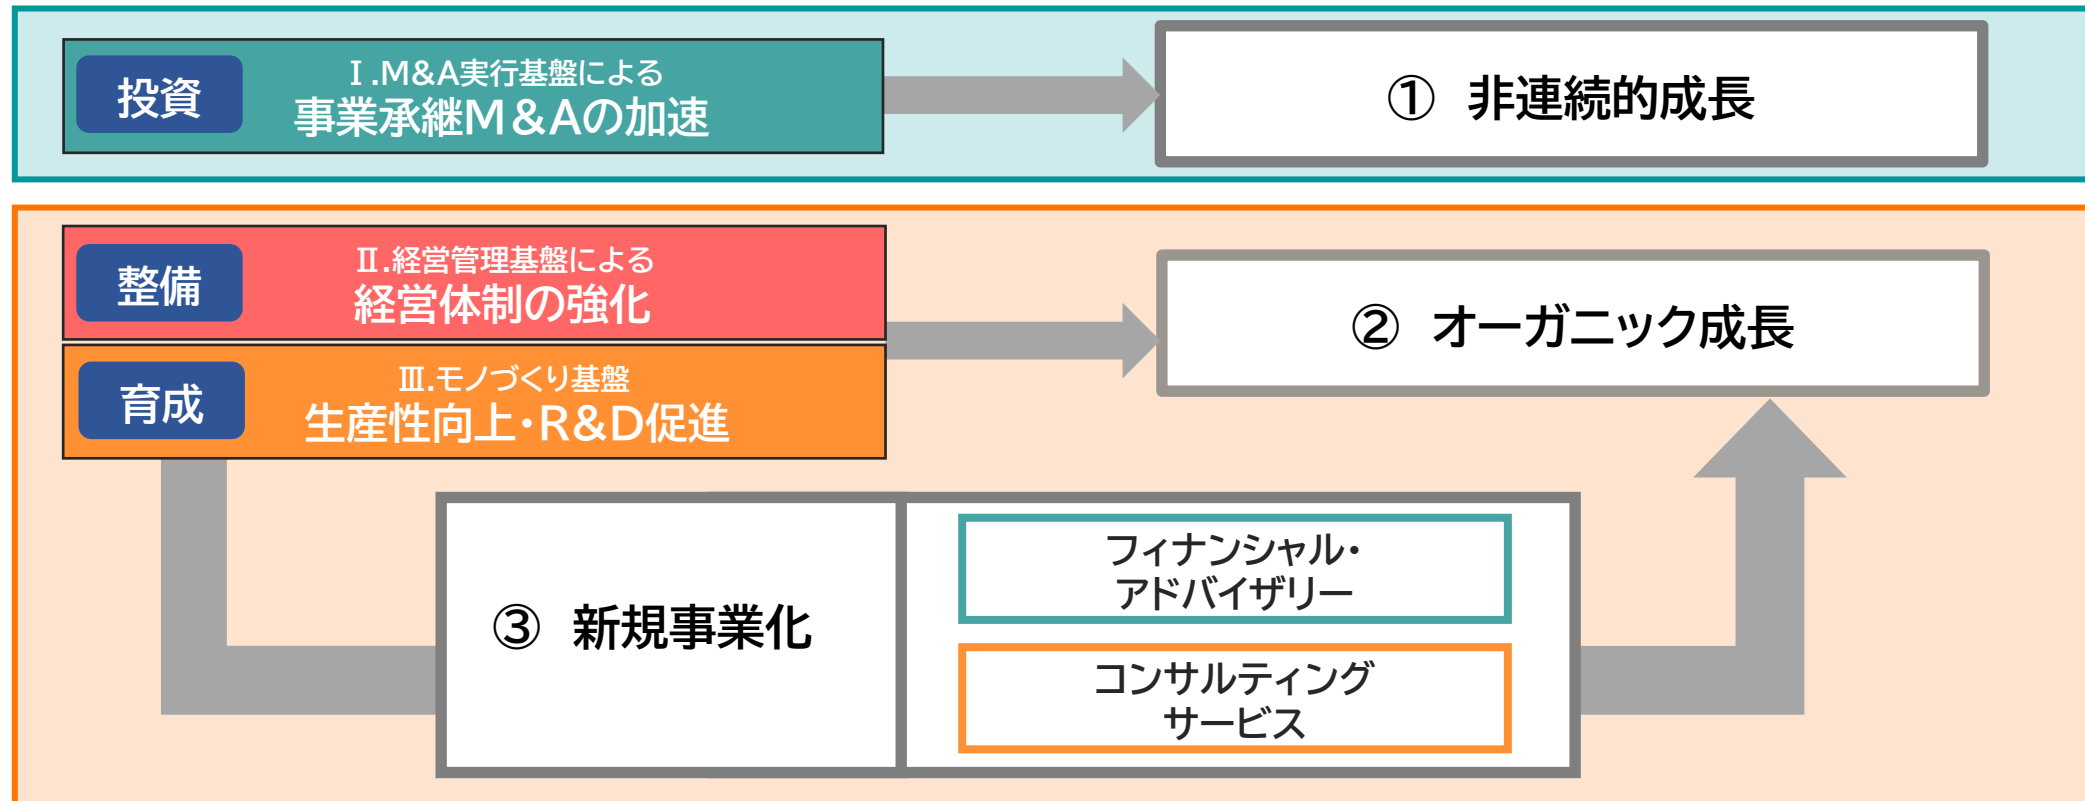 投資
Ⅰ.M&A実行基盤による
事業承継M&Aの加速
① 非連続的成長
整備
Ⅱ.経営管理基盤による
経営体制の強化
② オーガニック成長
育成
Ⅲ.モノづくり基盤
生産性向上・R&D促進
③ 新規事業化
フィナンシャル・
アドバイザリー
コンサルティング
サービス